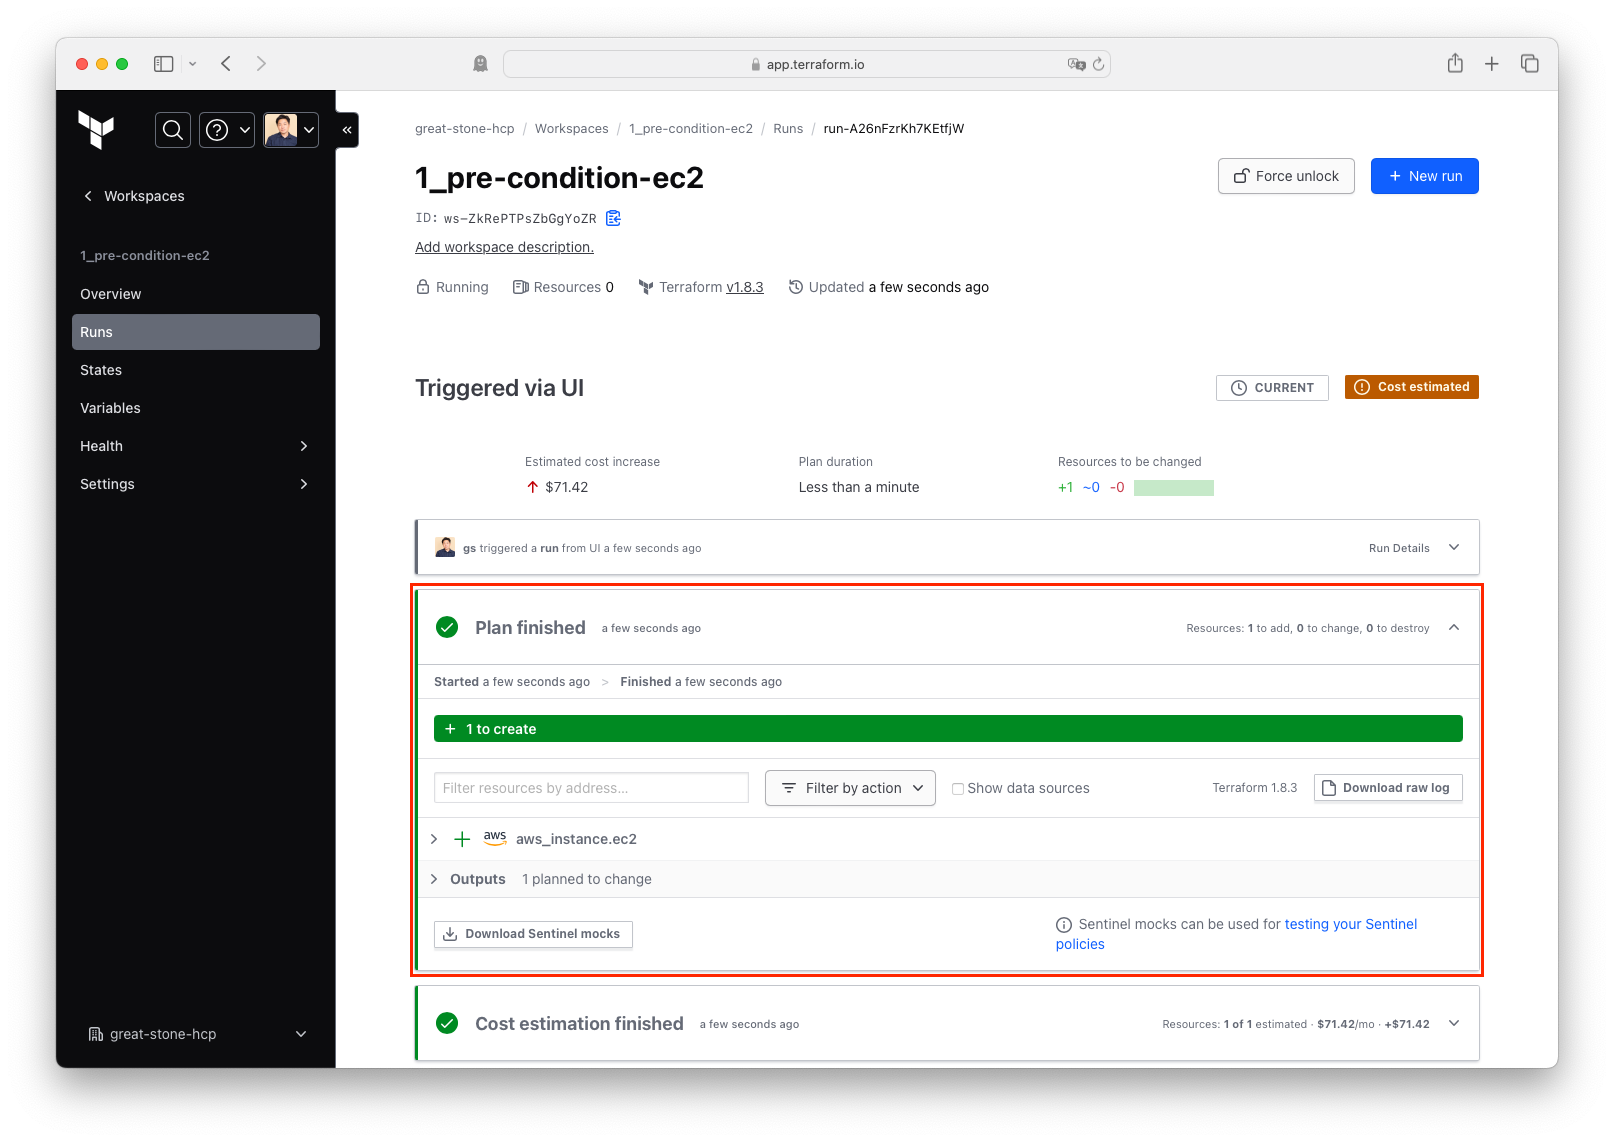 app.terraform.io
Workspaces
1_pre-condition-ec2
Overview
Runs
States
Variables
Health
Settings
great-stone-hcp
great-stone-hcp / Workspaces / 1_pre-condition-ec2 / Runs / run-A26nFzrKh7KEtfjW
1_pre-condition-ec2
Force unlock
+ New run
ID: ws-ZkRePTPsZbGgYoZR
Add workspace description.
Running Resources 0 Terraform v1.8.3 Updated a few seconds ago
Triggered via UI
CURRENT
Cost estimated
Estimated cost increase Plan duration Resources to be changed
$71.42 Less than a minute +1 ~0 -0
gs triggered a run from UI a few seconds ago Run Details
Plan finished a few seconds ago Resources: 1 to add, 0 to change, 0 to destroy
Started a few seconds ago > Finished a few seconds ago
+ 1 to create
Filter resources by address... Filter by action Show data sources Terraform 1.8.3 Download raw log
+ aws aws_instance.ec2
Outputs 1 planned to change
Download Sentinel mocks
Sentinel mocks can be used for testing your Sentinel
policies
Cost estimation finished a few seconds ago Resources: 1 of 1 estimated · $71.42/mo · +$71.42